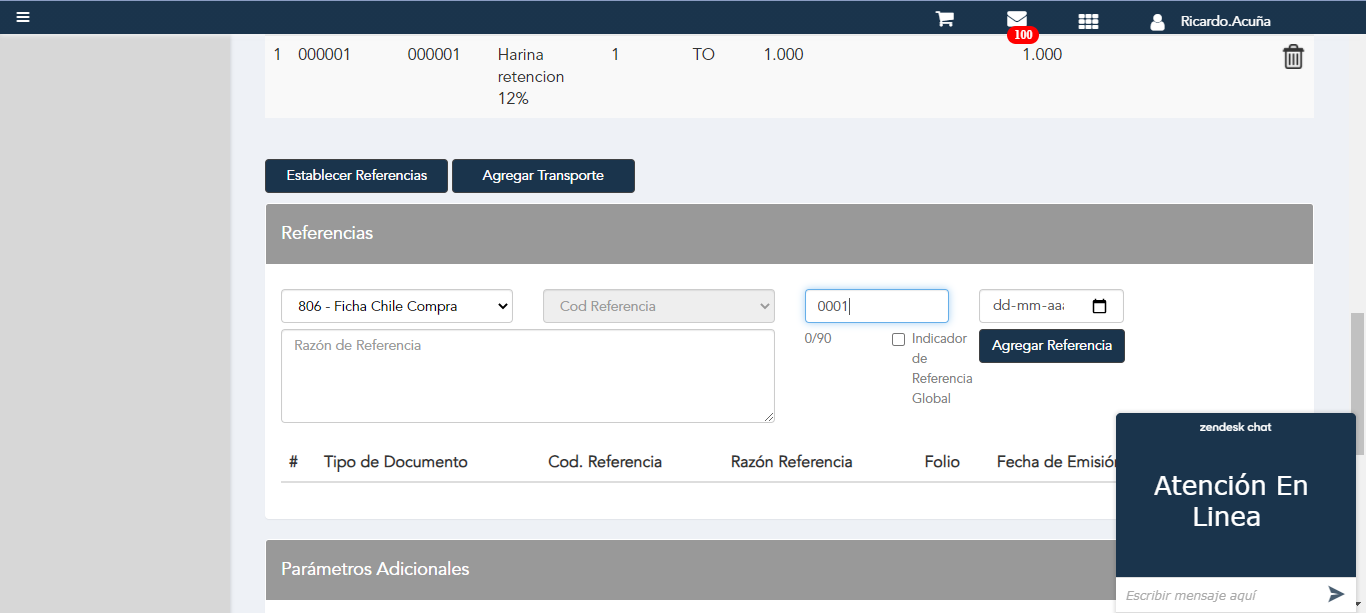 Ricardo.Acuña
100
1 000001 000001 Harina 1 TO 1.000 1.000
retencion
12%
Establecer Referencias Agregar Transporte
Referencias
806 - Ficha Chile Compra Cod Referencia 0001 dd-mm-aaa
Razón de Referencia 0/90 Indicador Agregar Referencia
de
Referencia
Global
zendesk chat
# Tipo de Documento Cod. Referencia Razón Referencia Folio Fecha de Emisión
Atención En
Linea
Parámetros Adicionales
Escribir mensaje aquí